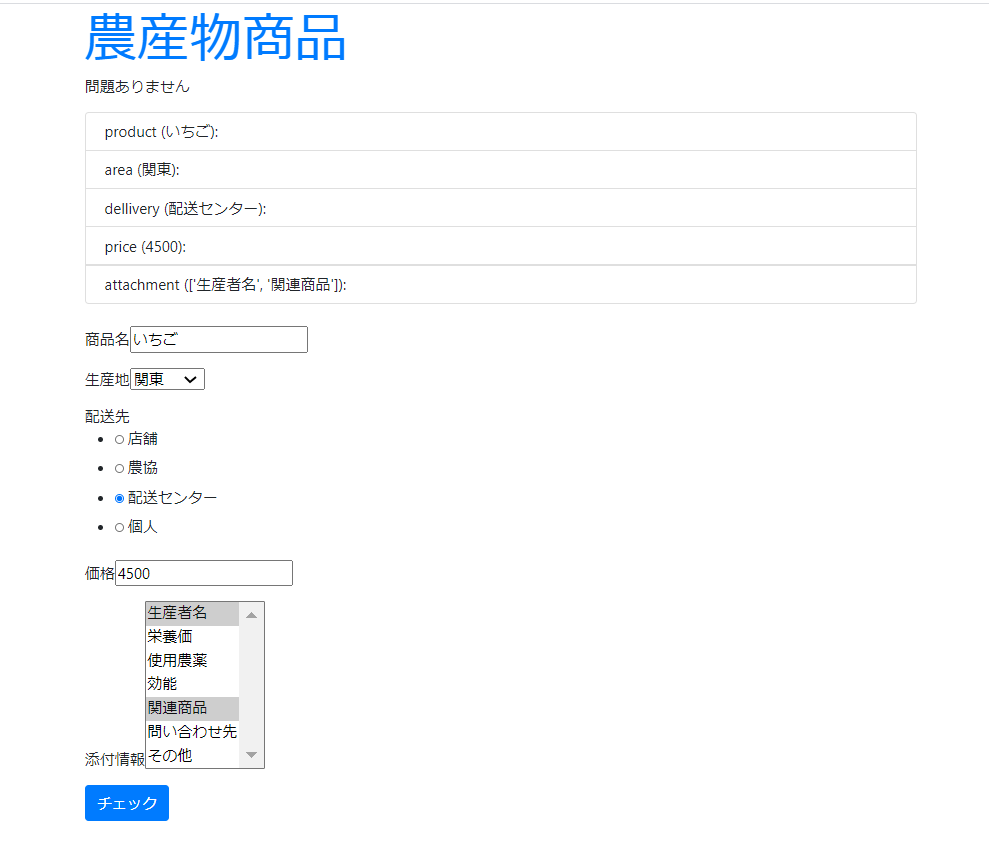 農産物商品
問題ありません
product (いちご):
area (関東):
dellivery (配送センター):
price (4500):
attachment (['生産者名', '関連商品']):
商品名 いちご
生産地 関東
配送先
店舗
農協
配送センター
個人
価格 4500
生産者名
栄養価
使用農薬
効能
関連商品
問い合わせ先
添付情報 その他
チェック